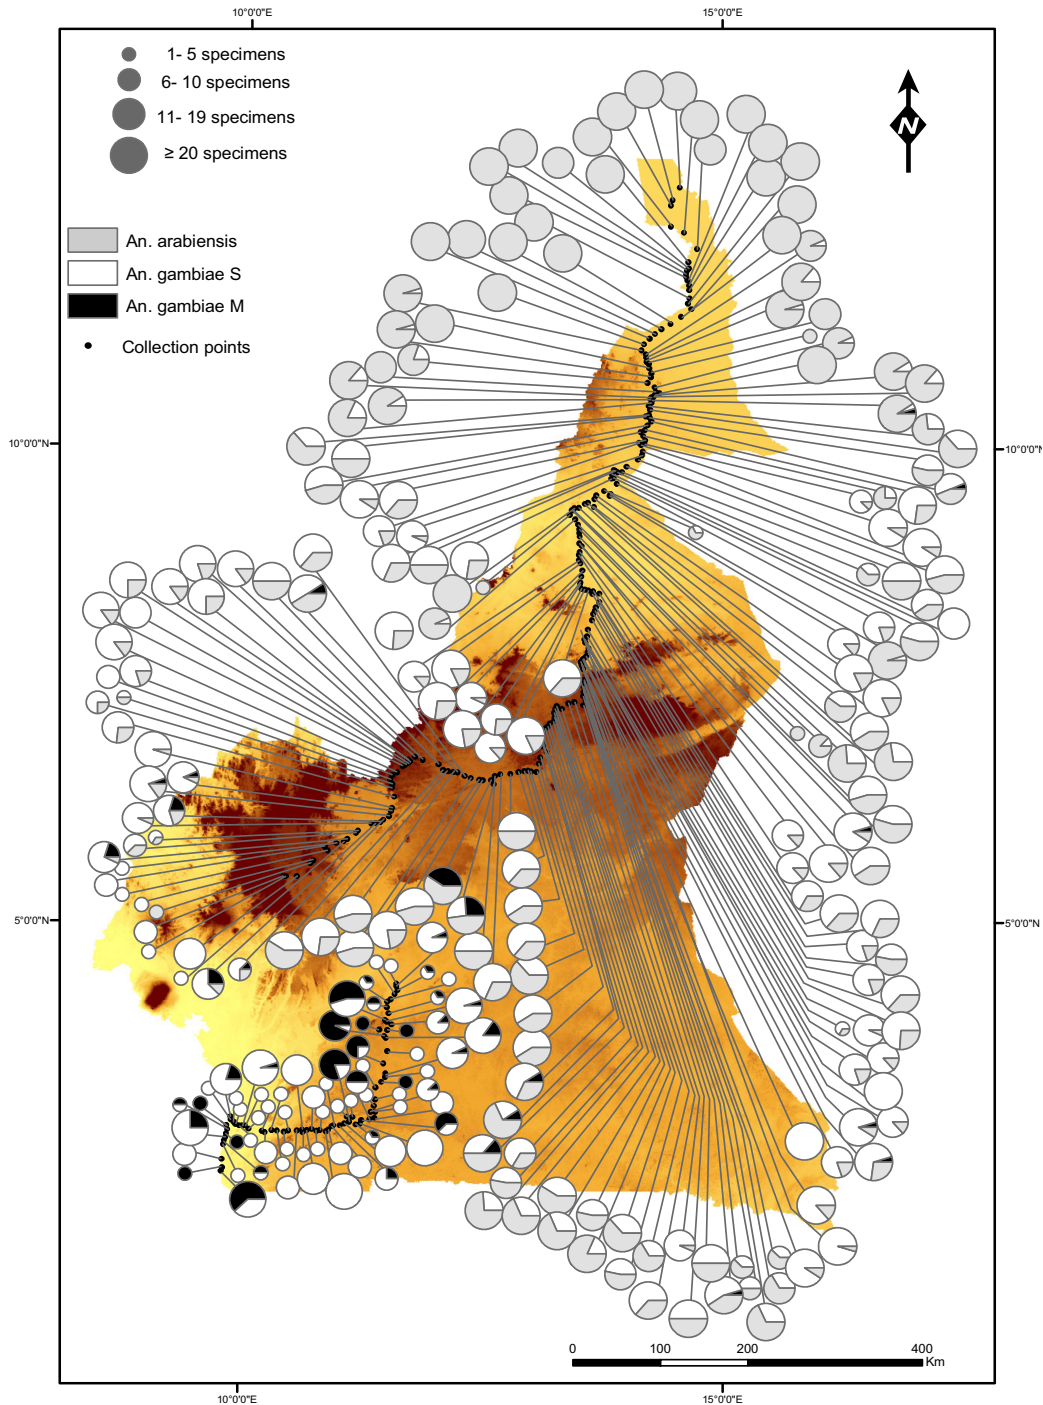 10°0'0"E
15°0'0"E
1- 5 specimens
6- 10 specimens
11- 19 specimens
≥ 20 specimens
N
An. arabiensis
An. gambiae S
An. gambiae M
Collection points
10°0'0"N
10°0'0"N
5°0'0"N
5°0'0"N
0
100
200
400
Km
10°0'0"E
15°0'0"E